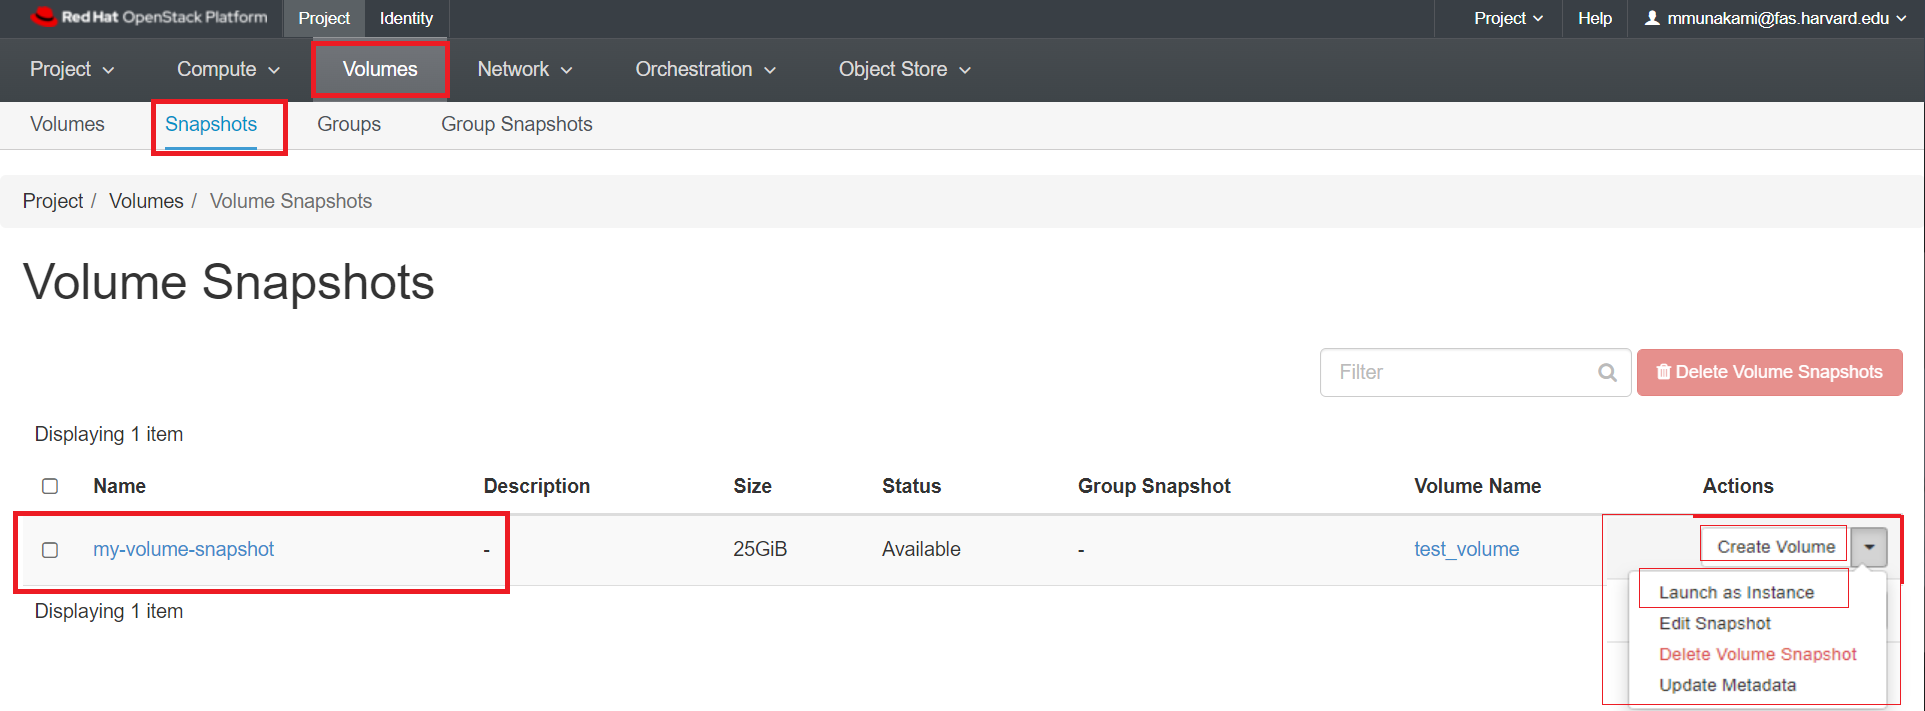 Red Hat OpenStack Platform Project Identity Project Help mmunakami@fas.harvard.edu
Project Compute Volumes Network Orchestration Object Store
Volumes Snapshots Groups Group Snapshots
Project / Volumes / Volume Snapshots
Volume Snapshots
Filter Delete Volume Snapshots
Displaying 1 item
Name Description Size Status Group Snapshot Volume Name Actions
my-volume-snapshot - 25GiB Available - test_volume Create Volume
Launch as Instance
Edit Snapshot
Displaying 1 item
Delete Volume Snapshot
Update Metadata